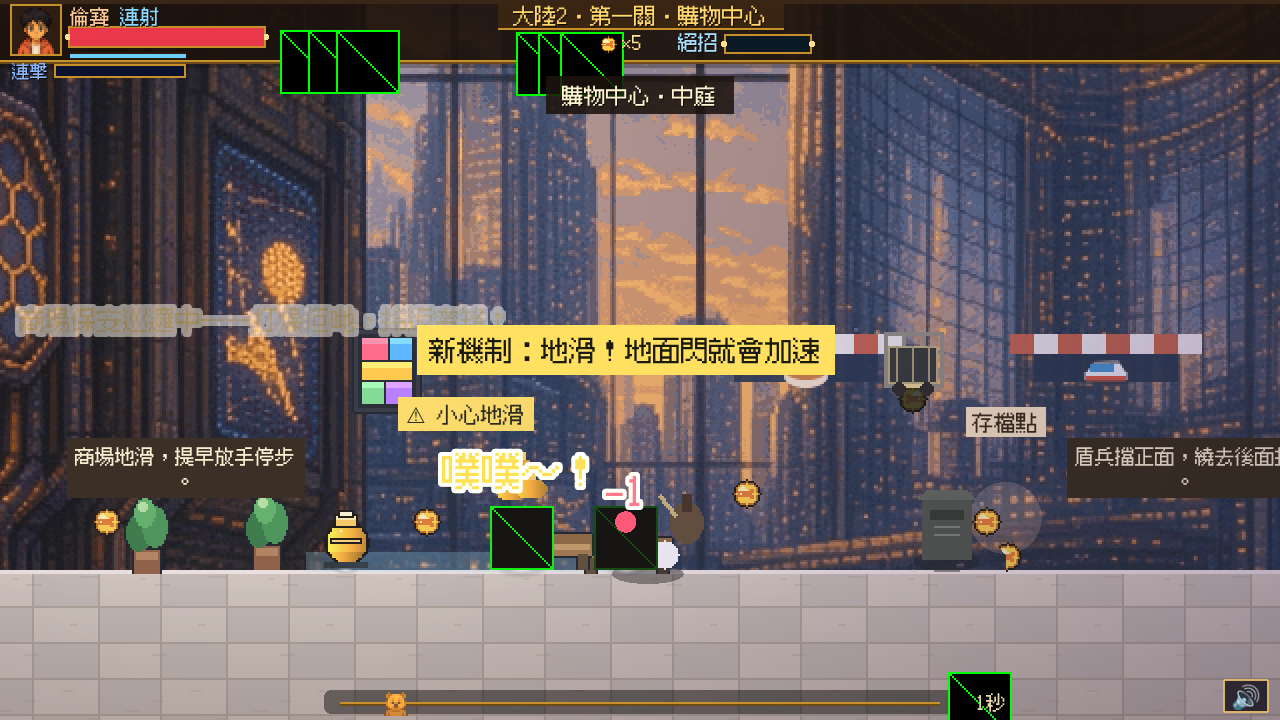 倫寶 連射
大陸2・第一關・購物中心
×5
絕招
連擊
購物中心・中庭
新機制：地滑！地面閃就會加速
⚠ 小心地滑
存檔點
商場地滑，提早放手停步
。
盾兵擋正面，繞去後面
。
噗噗～！
-1
1秒